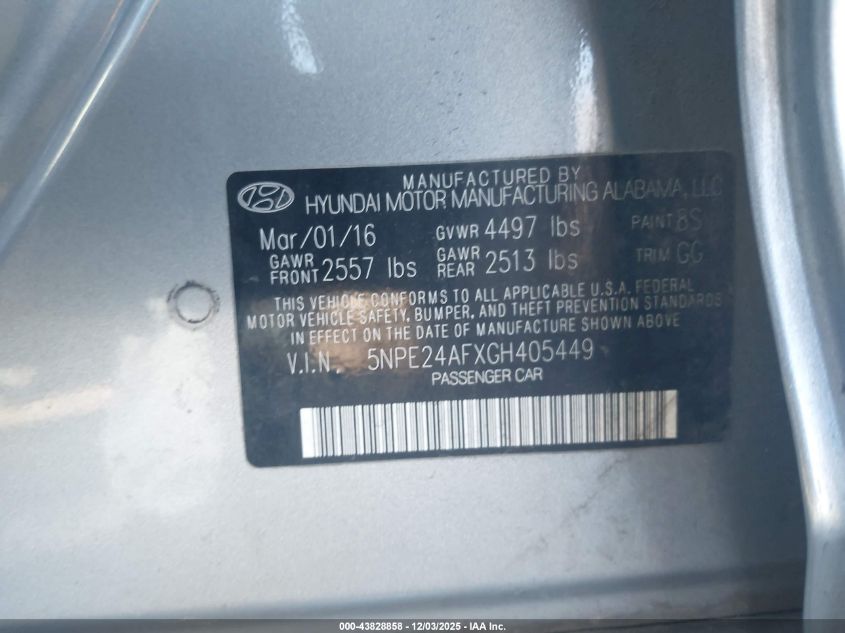 MANUFACTURED BY
HYUNDAI MOTOR MANUFACTURING ALABAMA, LLC
Mar/01/16 GVWR 4497 lbs PAINT 8S
GAWR FRONT 2557 lbs GAWR REAR 2513 lbs TRIM GG
THIS VEHICLE CONFORMS TO ALL APPLICABLE U.S.A. FEDERAL
MOTOR VEHICLE SAFETY, BUMPER, AND THEFT PREVENTION STANDARDS
IN EFFECT ON THE DATE OF MANUFACTURE SHOWN ABOVE
V.I.N. 5NPE24AFXGH405449
PASSENGER CAR
000-43828858 - 12/03/2025 - IAA Inc.